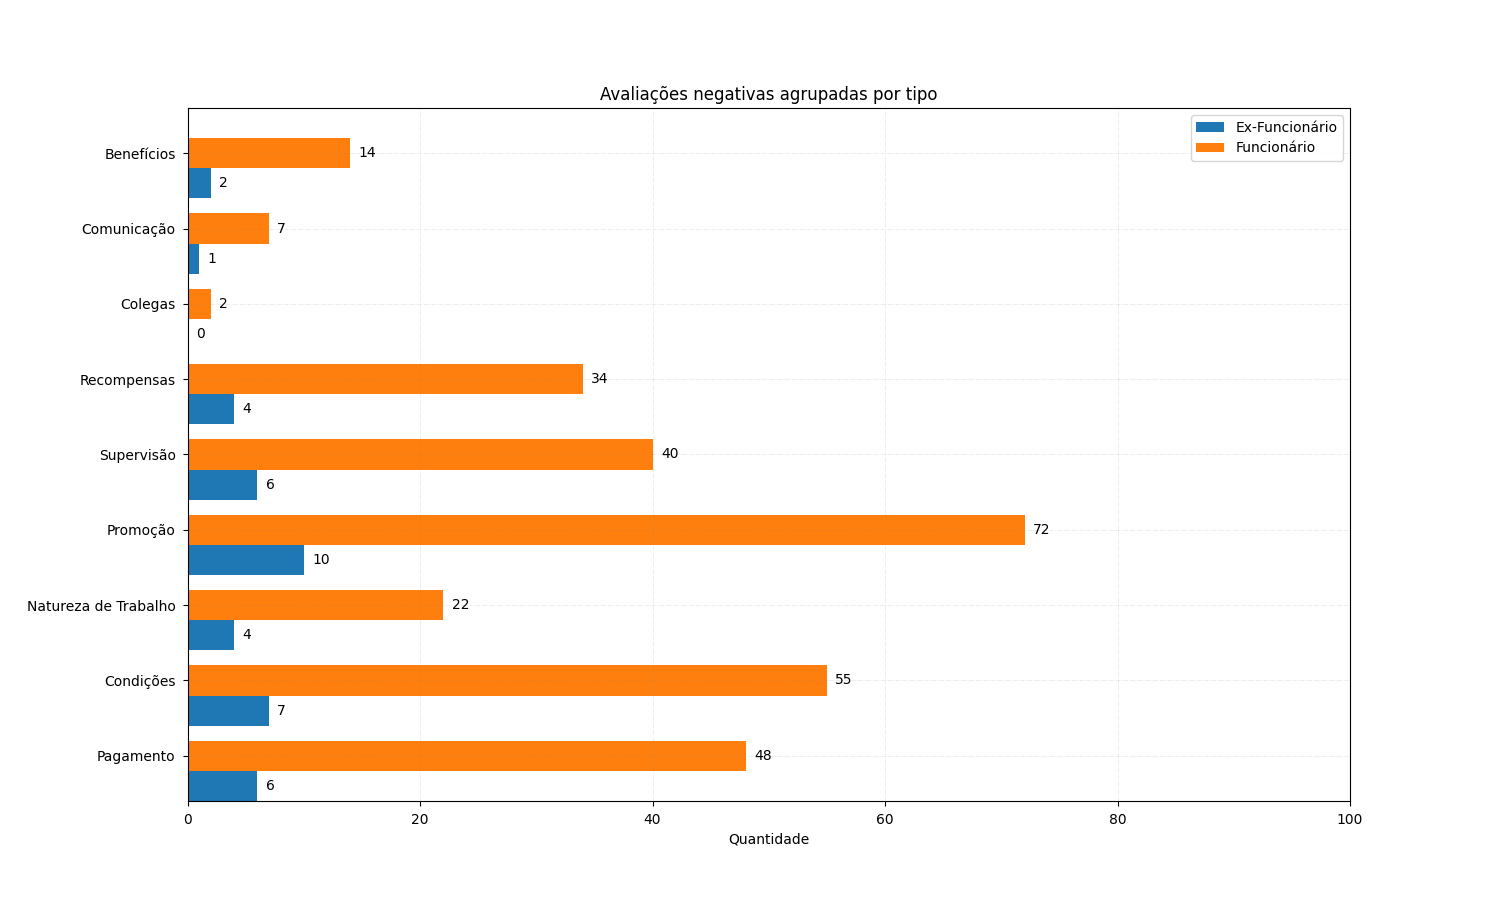 Avaliações negativas agrupadas por tipo
Ex-Funcionário
Funcionário
Benefícios
14
2
Comunicação
7
1
Colegas
2
0
Recompensas
34
4
Supervisão
40
6
Promoção
72
10
Natureza de Trabalho
22
4
Condições
55
7
Pagamento
48
6
0 20 40 60 80 100
Quantidade